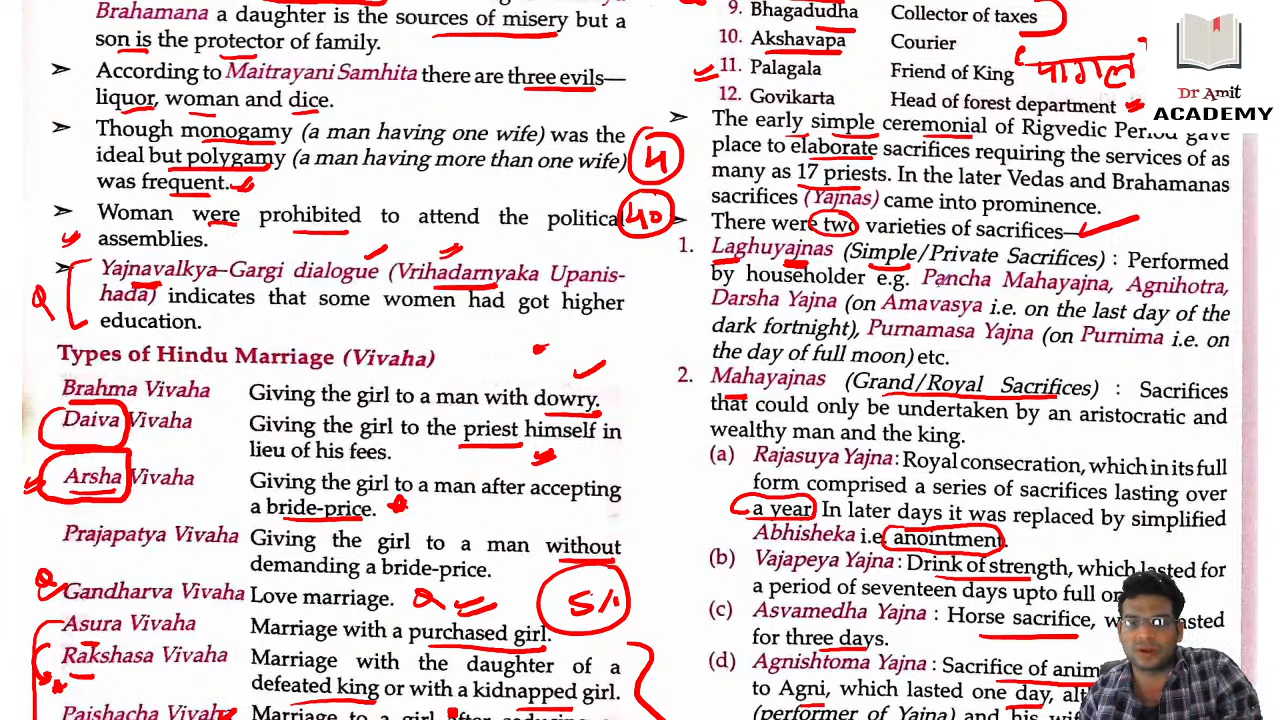 Brahamana a daughter is the sources of misery but a
son is the protector of family.
➢ According to Maitrayani Samhita there are three evils—
liquor, woman and dice.
➢ Though monogamy (a man having one wife) was the
ideal but polygamy (a man having more than one wife)
was frequent.
➢ Woman were prohibited to attend the political
assemblies.
➢ Yajnavalkya–Gargi dialogue (Vrihadarnyaka Upanis-
hada) indicates that some women had got higher
education.
Types of Hindu Marriage (Vivaha)
Brahma Vivaha Giving the girl to a man with dowry.
Daiva Vivaha Giving the girl to the priest himself in
lieu of his fees.
Arsha Vivaha Giving the girl to a man after accepting
a bride-price.
Prajapatya Vivaha Giving the girl to a man without
demanding a bride-price.
Gandharva Vivaha Love marriage.
Asura Vivaha Marriage with a purchased girl.
Rakshasa Vivaha Marriage with the daughter of a
defeated king or with a kidnapped girl.
Paishacha Vivaha Marriage to a girl after
4
40
Q
Q
Q
5/1
9. Bhagadudha Collector of taxes
10. Akshavapa Courier
11. Palagala Friend of King
पागल
12. Govikarta Head of forest department
➢ The early simple ceremonial of Rigvedic Period gave
place to elaborate sacrifices requiring the services of as
many as 17 priests. In the later Vedas and Brahamanas
sacrifices (Yajnas) came into prominence.
➢ There were two varieties of sacrifices—
1. Laghuyajnas (Simple/Private Sacrifices) : Performed
by householder e.g. Pancha Mahayajna, Agnihotra,
Darsha Yajna (on Amavasya i.e. on the last day of the
dark fortnight), Purnamasa Yajna (on Purnima i.e. on
the day of full moon) etc.
2. Mahayajnas (Grand/Royal Sacrifices) : Sacrifices
that could only be undertaken by an aristocratic and
wealthy man and the king.
(a) Rajasuya Yajna : Royal consecration, which in its full
form comprised a series of sacrifices lasting over
a year. In later days it was replaced by simplified
Abhisheka i.e. anointment.
(b) Vajapeya Yajna : Drink of strength, which lasted for
a period of seventeen days upto full
(c) Asvamedha Yajna : Horse sacrifice,
for three days.
(d) Agnishtoma Yajna : Sacrifice of
to Agni, which lasted one day,
(performer of Yajna) and his
Dr Amit
ACADEMY